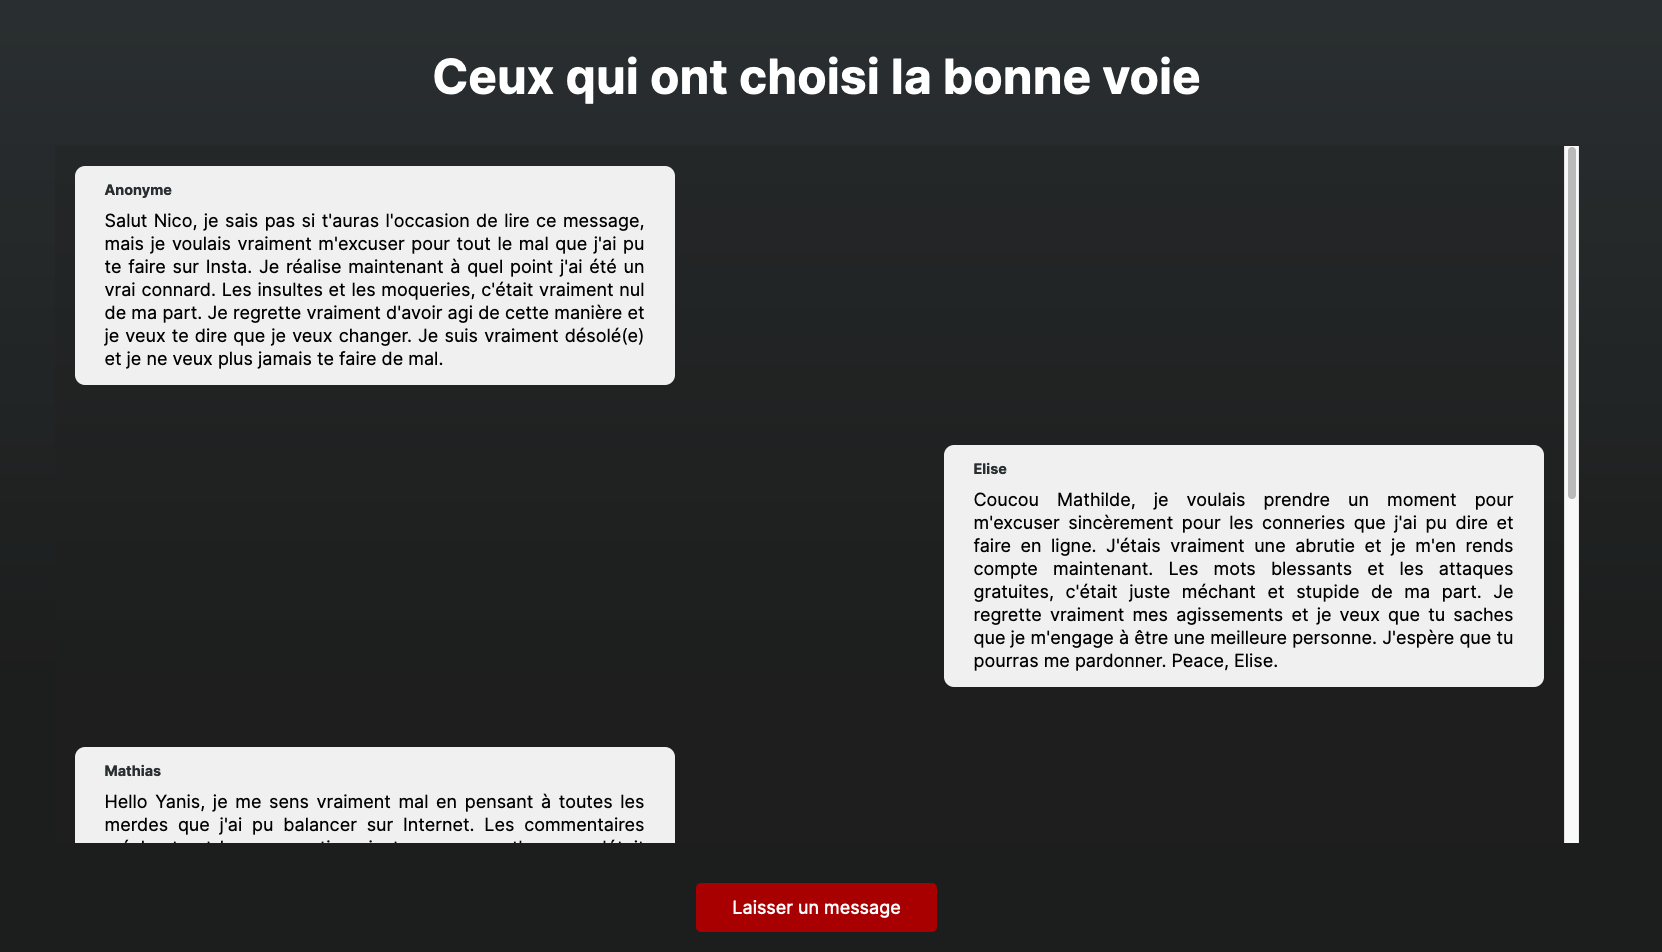 Ceux qui ont choisi la bonne voie
Anonyme
Salut Nico, je sais pas si t'auras l'occasion de lire ce message,
mais je voulais vraiment m'excuser pour tout le mal que j'ai pu
te faire sur Insta. Je réalise maintenant à quel point j'ai été un
vrai connard. Les insultes et les moqueries, c'était vraiment nul
de ma part. Je regrette vraiment d'avoir agi de cette manière et
je veux te dire que je veux changer. Je suis vraiment désolé(e)
et je ne veux plus jamais te faire de mal.
Elise
Coucou Mathilde, je voulais prendre un moment pour
m'excuser sincèrement pour les conneries que j'ai pu dire et
faire en ligne. J'étais vraiment une abrutie et je m'en rends
compte maintenant. Les mots blessants et les attaques
gratuites, c'était juste méchant et stupide de ma part. Je
regrette vraiment mes agissements et je veux que tu saches
que je m'engage à être une meilleure personne. J'espère que tu
pourras me pardonner. Peace, Elise.
Mathias
Hello Yanis, je me sens vraiment mal en pensant à toutes les
merdes que j'ai pu balancer sur Internet. Les commentaires
Laisser un message